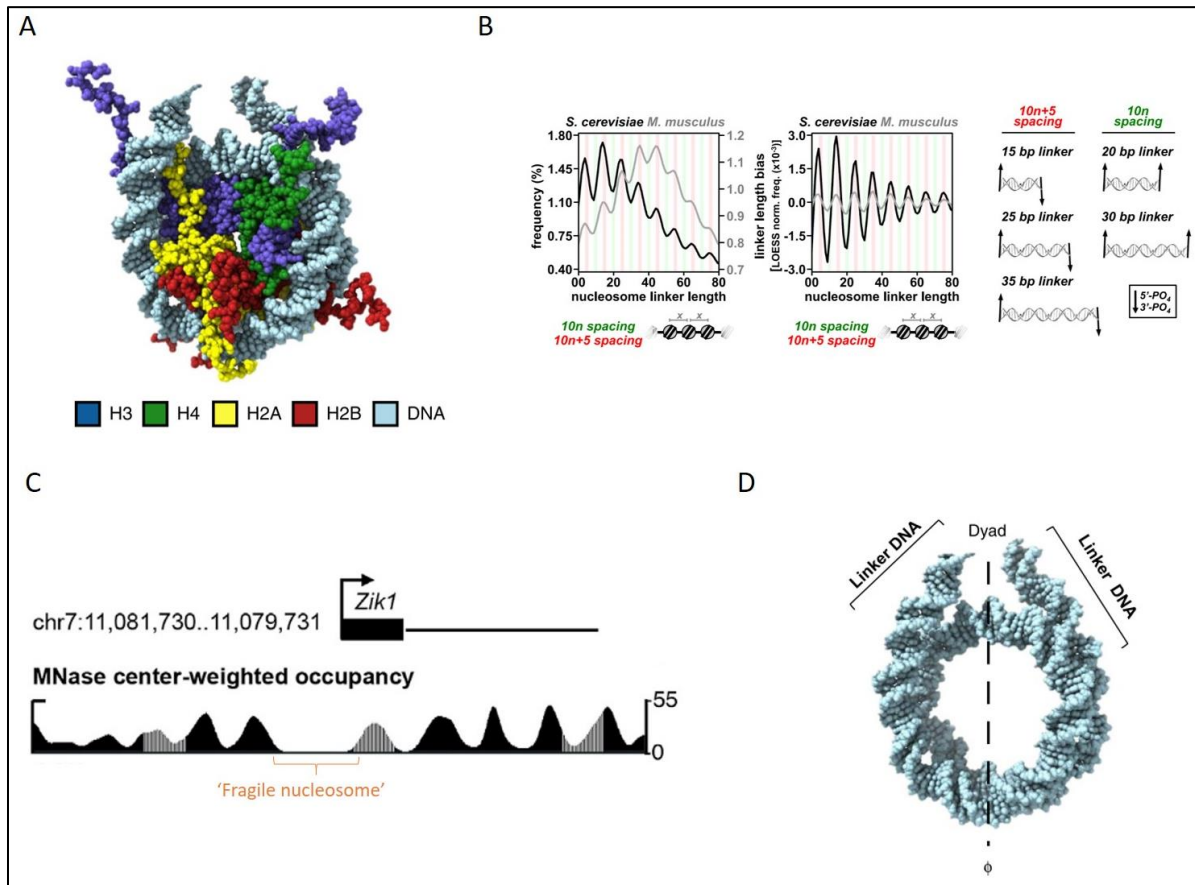 A
H3 H4 H2A H2B DNA
B
S. cerevisiae M. musculus
frequency (%)
1.80
1.45
1.10
0.75
0.40
1.2
1.1
1.0
0.9
0.8
0.7
00 20 40 60 80
nucleosome linker length
10n spacing
10n+5 spacing
x x
S. cerevisiae M. musculus
linker length bias
[LOESS norm. freq. (x10-3)]
3.0
1.5
0.0
-1.5
-3.0
00 20 40 60 80
nucleosome linker length
10n spacing
10n+5 spacing
x x
10n+5
spacing
15 bp linker
25 bp linker
35 bp linker
10n
spacing
20 bp linker
30 bp linker
5'-PO4
3'-PO4
C
Zik1
chr7:11,081,730..11,079,731
MNase center-weighted occupancy
55
0
'Fragile nucleosome'
D
Linker DNA
Dyad
Linker DNA
ϕ